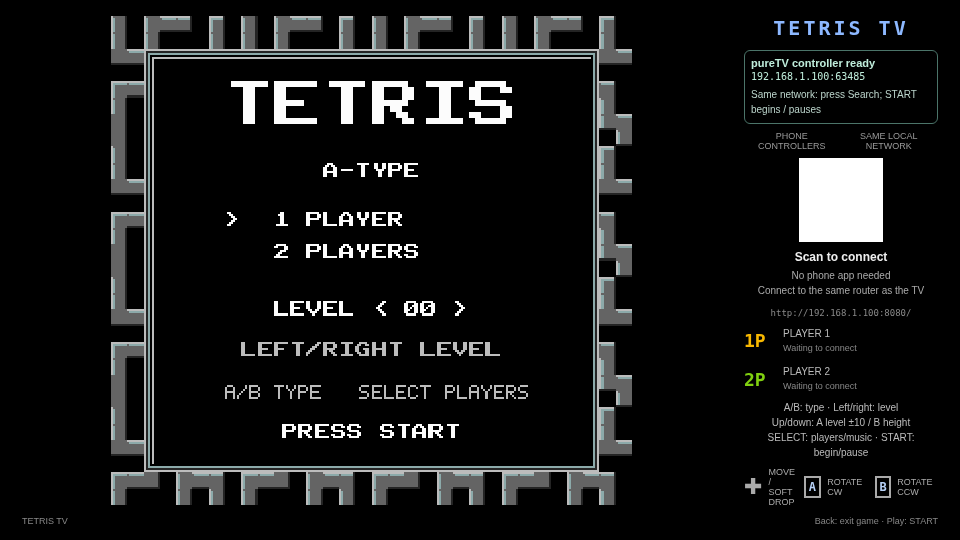 TETRIS
A-TYPE
> 1 PLAYER
2 PLAYERS
LEVEL < 00 >
LEFT/RIGHT LEVEL
A/B TYPE SELECT PLAYERS
PRESS START
TETRIS TV
TETRIS TV
pureTV controller ready
192.168.1.100:63485
Same network: press Search; START
begins / pauses
PHONE
CONTROLLERS
SAME LOCAL
NETWORK
Scan to connect
No phone app needed
Connect to the same router as the TV
http://192.168.1.100:8080/
1P
PLAYER 1
Waiting to connect
2P
PLAYER 2
Waiting to connect
A/B: type · Left/right: level
Up/down: A level ±10 / B height
SELECT: players/music · START:
begin/pause
MOVE
/
SOFT
DROP
A
ROTATE
CW
B
ROTATE
CCW
Back: exit game · Play: START